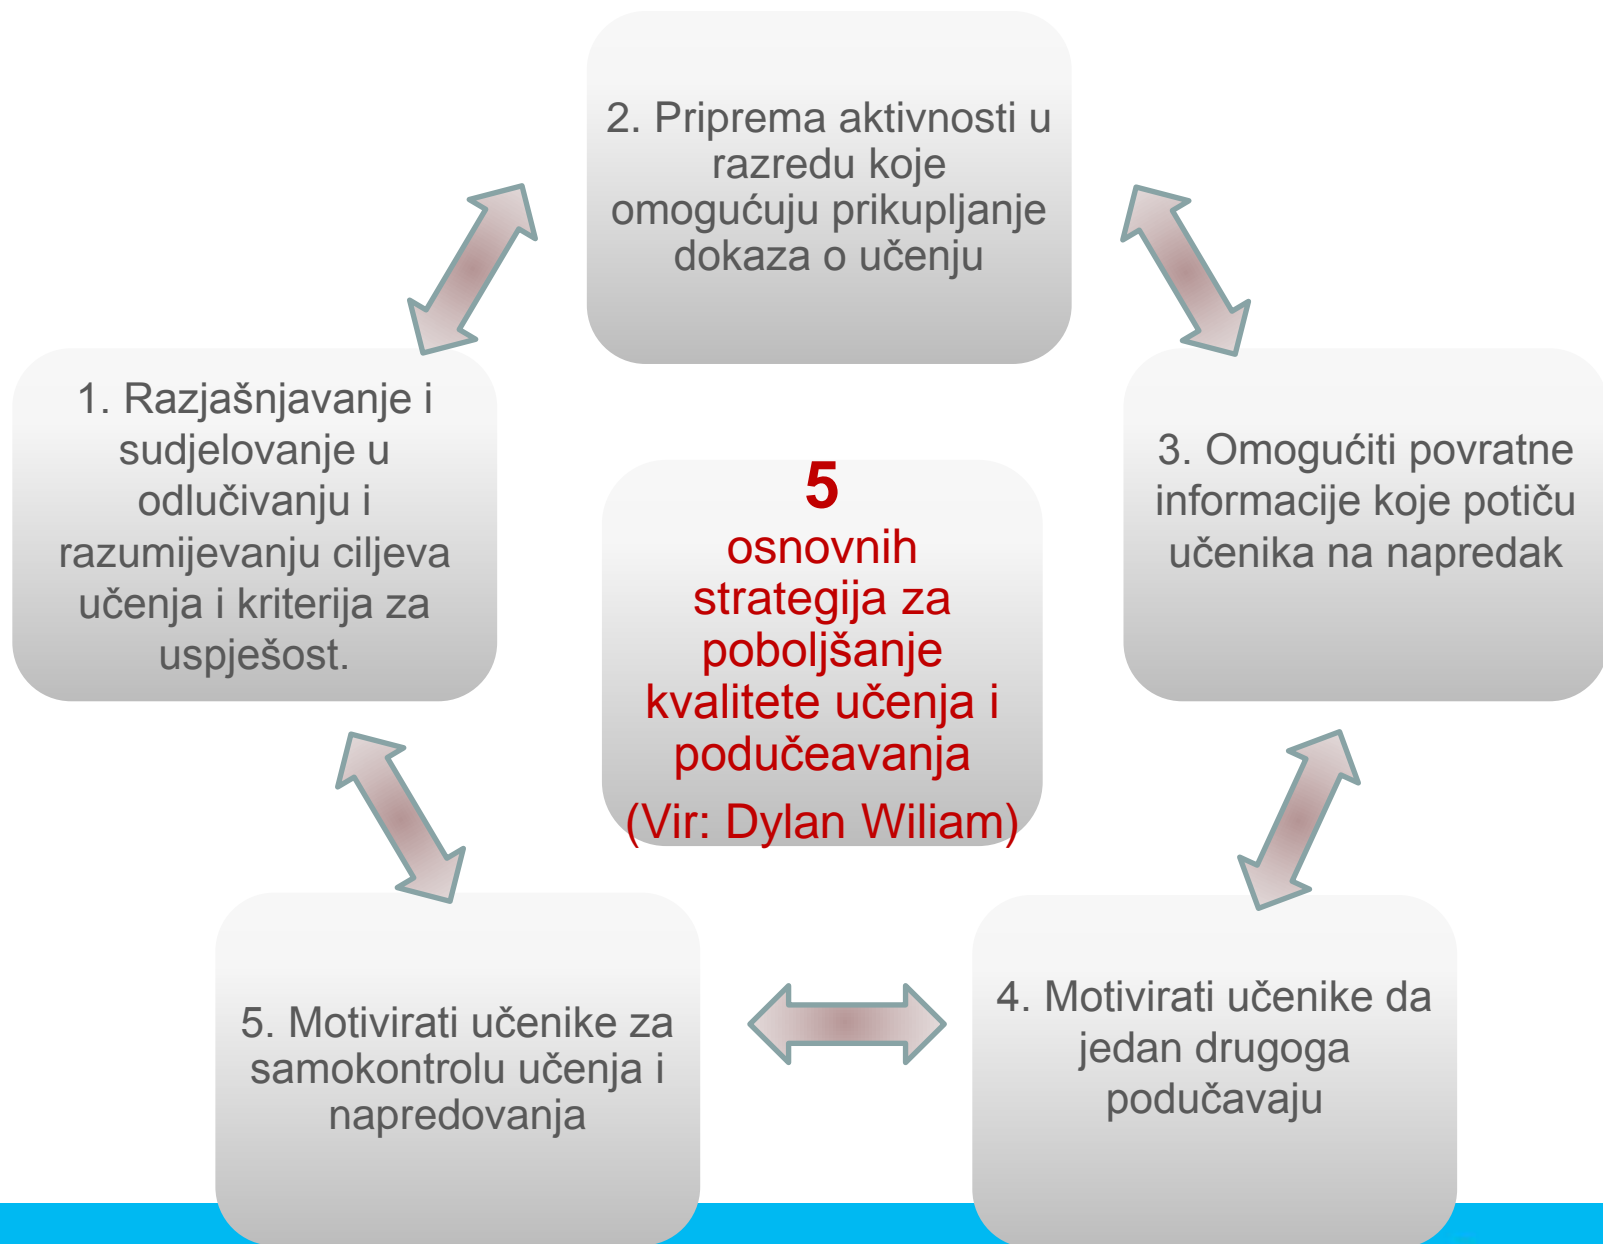 2. Priprema aktivnosti u
razredu koje
omogućuju prikupljanje
dokaza o učenju
1. Razjašnjavanje i
sudjelovanje u
odlučivanju i
razumijevanju ciljeva
učenja i kriterija za
uspješost.
5
osnovnih
strategija za
poboljšanje
kvalitete učenja i
podučeavanja
(Vir: Dylan Wiliam)
3. Omogućiti povratne
informacije koje potiču
učenika na napredak
5. Motivirati učenike za
samokontrolu učenja i
napredovanja
4. Motivirati učenike da
jedan drugoga
podučavaju